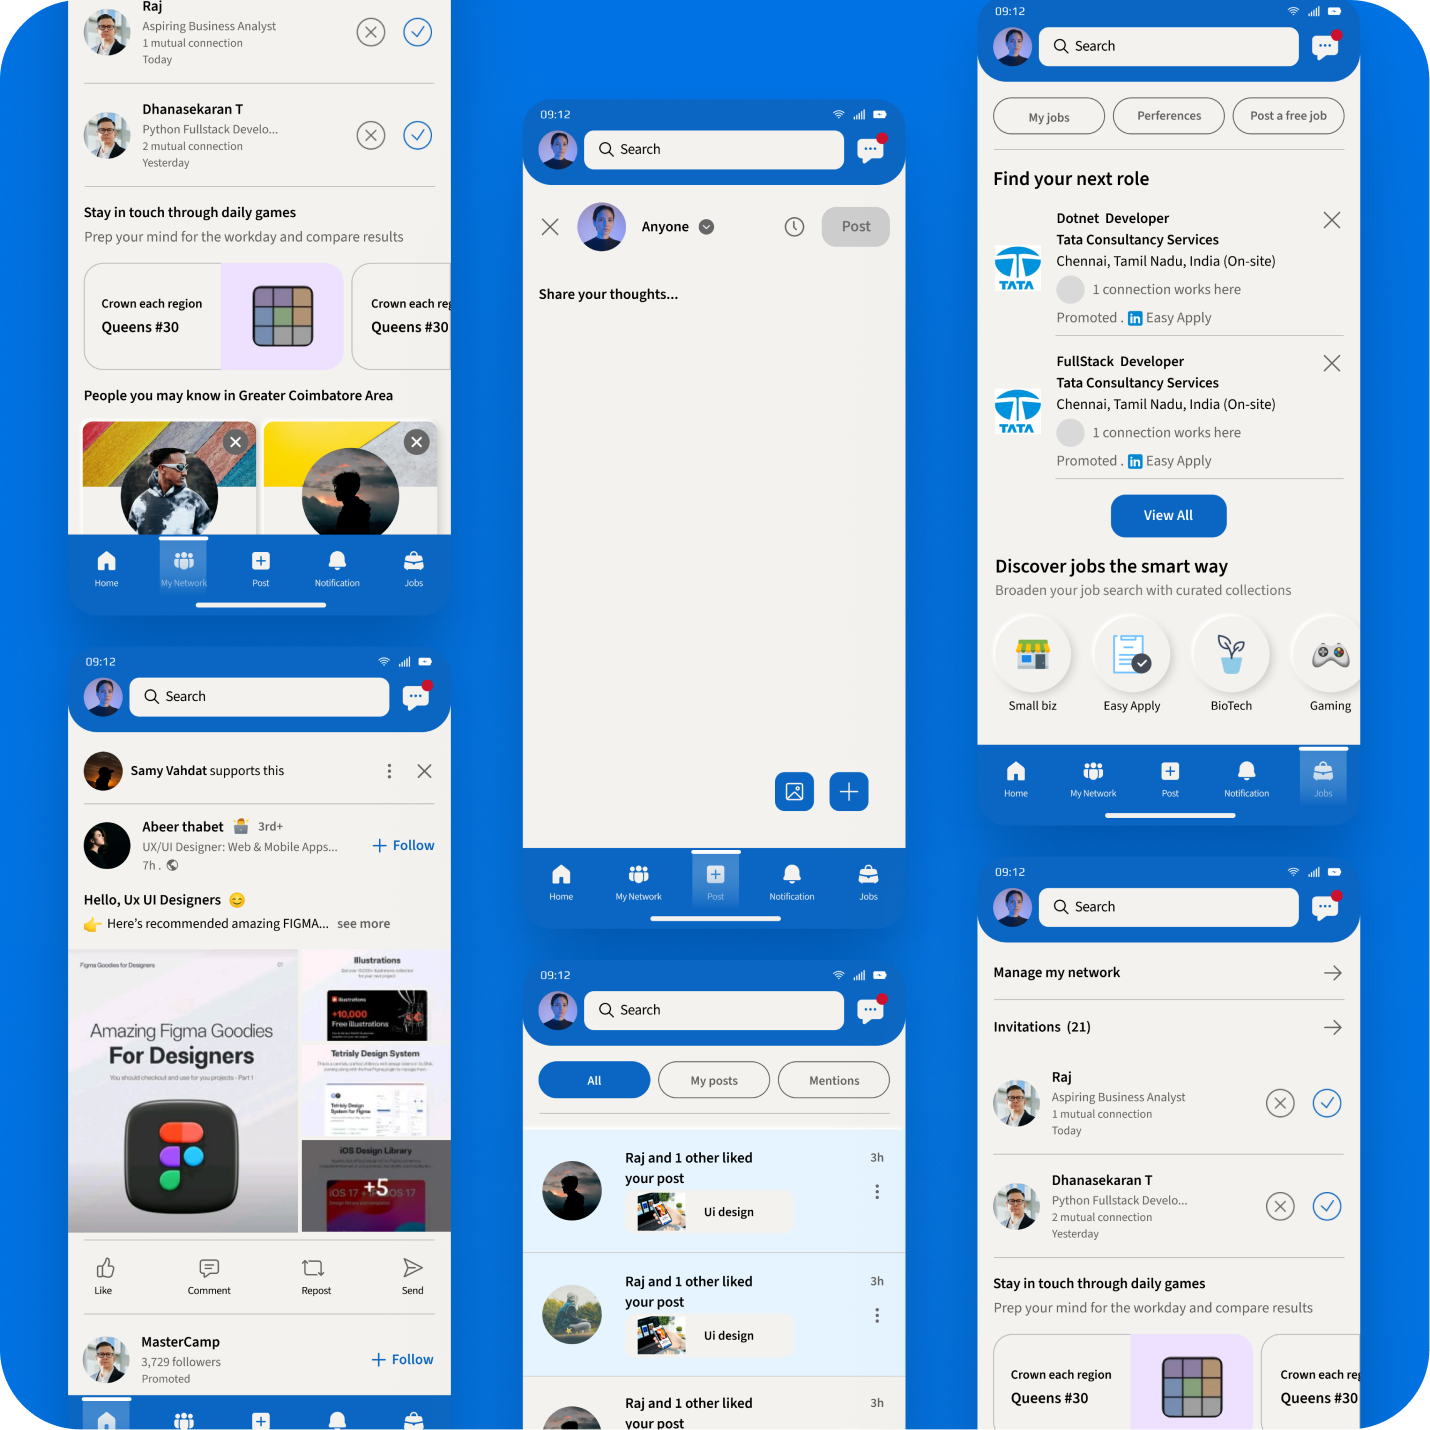 Raj
Aspiring Business Analyst
1 mutual connection
Today
Dhanasekaran T
Python Fullstack Develo...
2 mutual connection
Yesterday
Stay in touch through daily games
Prep your mind for the workday and compare results
Crown each region
Queens #30
Crown each reg
Queens #30
People you may know in Greater Coimbatore Area
Home
My Network
Post
Notification
Jobs
09:12
Search
Samy Vahdat supports this
Abeer thabet 3rd+
UX/UI Designer: Web & Mobile Apps...
7h .
Follow
Hello, Ux UI Designers
Here's recommended amazing FIGMA... see more
Figma Goodies for Designers
01
Amazing Figma Goodies
For Designers
You should checkout and use for you projects - Part 1
Illustrations
Illustrations
+10,000
Free Illustrations
Tetrisly Design System
Tetrisly Design
System for Figma
iOS Design Library
+5
Like
Comment
Repost
Send
MasterCamp
3,729 followers
Promoted
Follow
09:12
Search
Anyone
Post
Share your thoughts...
Home
My Network
Post
Notification
Jobs
09:12
Search
All
My posts
Mentions
Raj and 1 other liked
your post
3h
Ui design
Raj and 1 other liked
your post
3h
Ui design
Raj and 1 other liked
your post
3h
09:12
Search
My jobs
Perferences
Post a free job
Find your next role
Dotnet Developer
Tata Consultancy Services
Chennai, Tamil Nadu, India (On-site)
TATA
1 connection works here
Promoted . in Easy Apply
FullStack Developer
Tata Consultancy Services
Chennai, Tamil Nadu, India (On-site)
TATA
1 connection works here
Promoted . in Easy Apply
View All
Discover jobs the smart way
Broaden your job search with curated collections
Small biz
Easy Apply
BioTech
Gaming
Home
My Network
Post
Notification
Jobs
09:12
Search
Manage my network
Invitations (21)
Raj
Aspiring Business Analyst
1 mutual connection
Today
Dhanasekaran T
Python Fullstack Develo...
2 mutual connection
Yesterday
Stay in touch through daily games
Prep your mind for the workday and compare results
Crown each region
Queens #30
Crown each reg
Queens #30